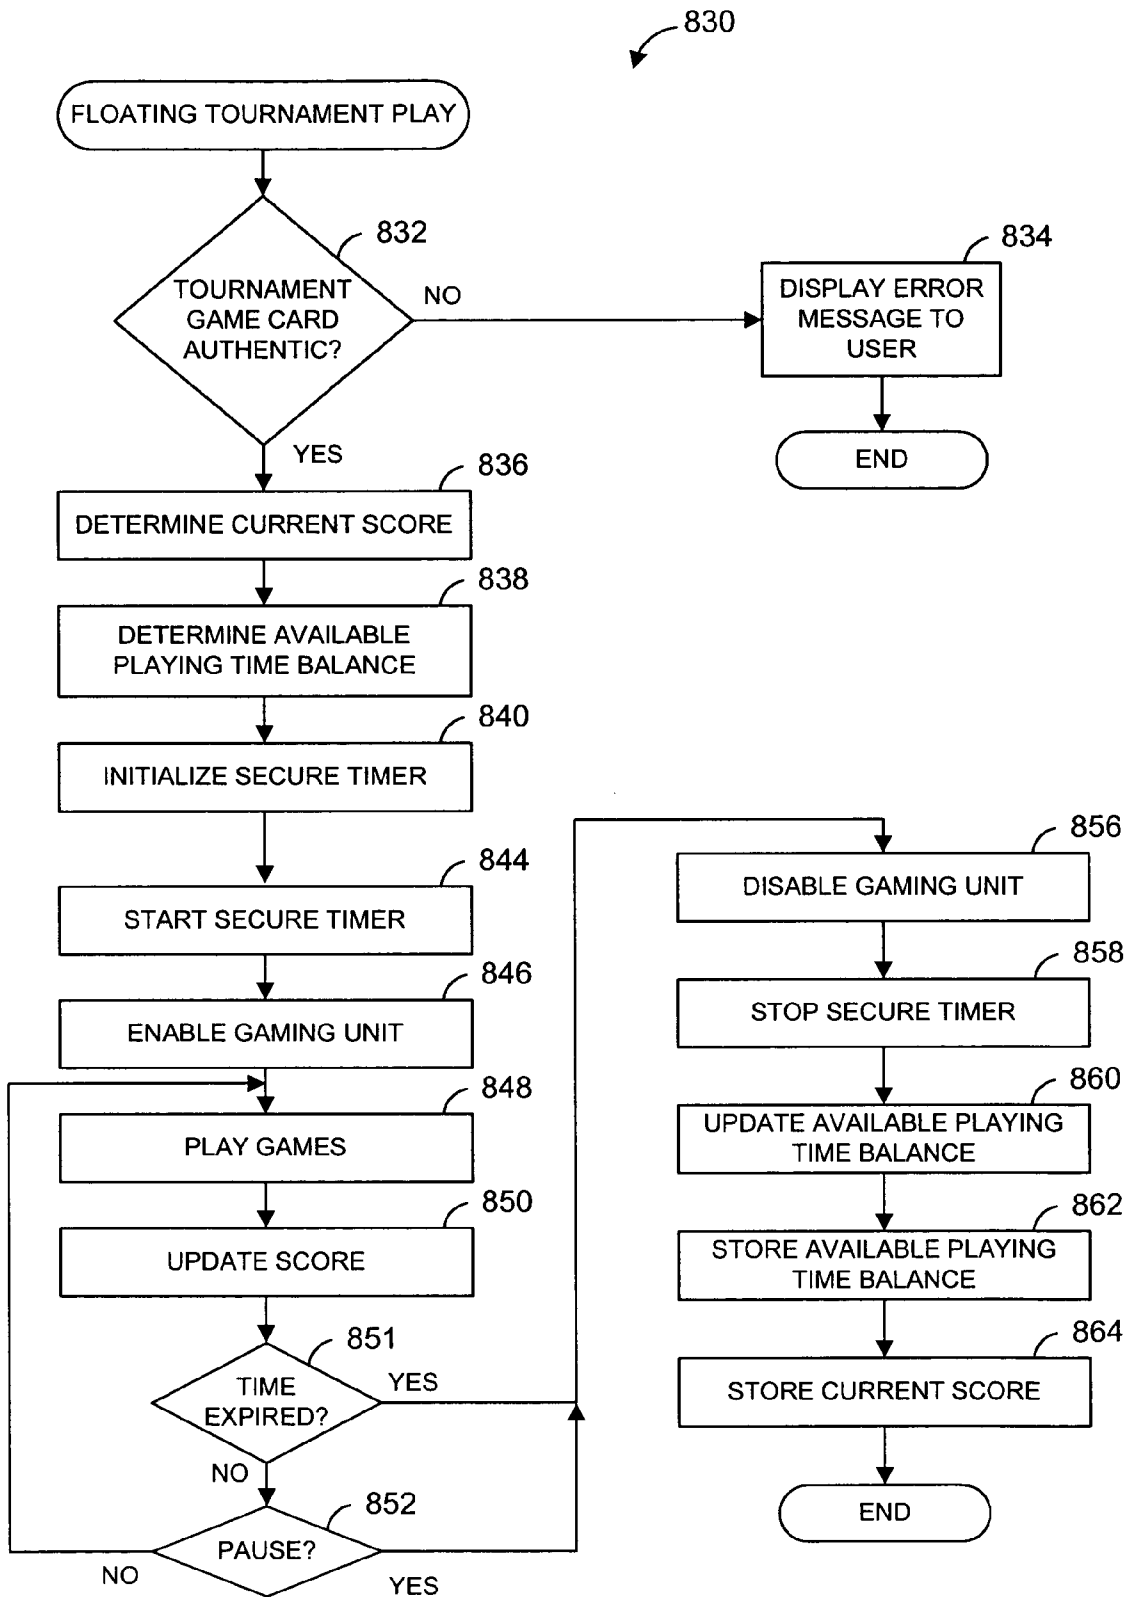 830
FLOATING TOURNAMENT PLAY
832
TOURNAMENT
GAME CARD
AUTHENTIC?
NO
834
DISPLAY ERROR
MESSAGE TO
USER
END
YES
836
DETERMINE CURRENT SCORE
838
DETERMINE AVAILABLE
PLAYING TIME BALANCE
840
INITIALIZE SECURE TIMER
844
START SECURE TIMER
846
ENABLE GAMING UNIT
848
PLAY GAMES
850
UPDATE SCORE
851
TIME
EXPIRED?
YES
NO
852
PAUSE?
NO
YES
856
DISABLE GAMING UNIT
858
STOP SECURE TIMER
860
UPDATE AVAILABLE PLAYING
TIME BALANCE
862
STORE AVAILABLE PLAYING
TIME BALANCE
864
STORE CURRENT SCORE
END